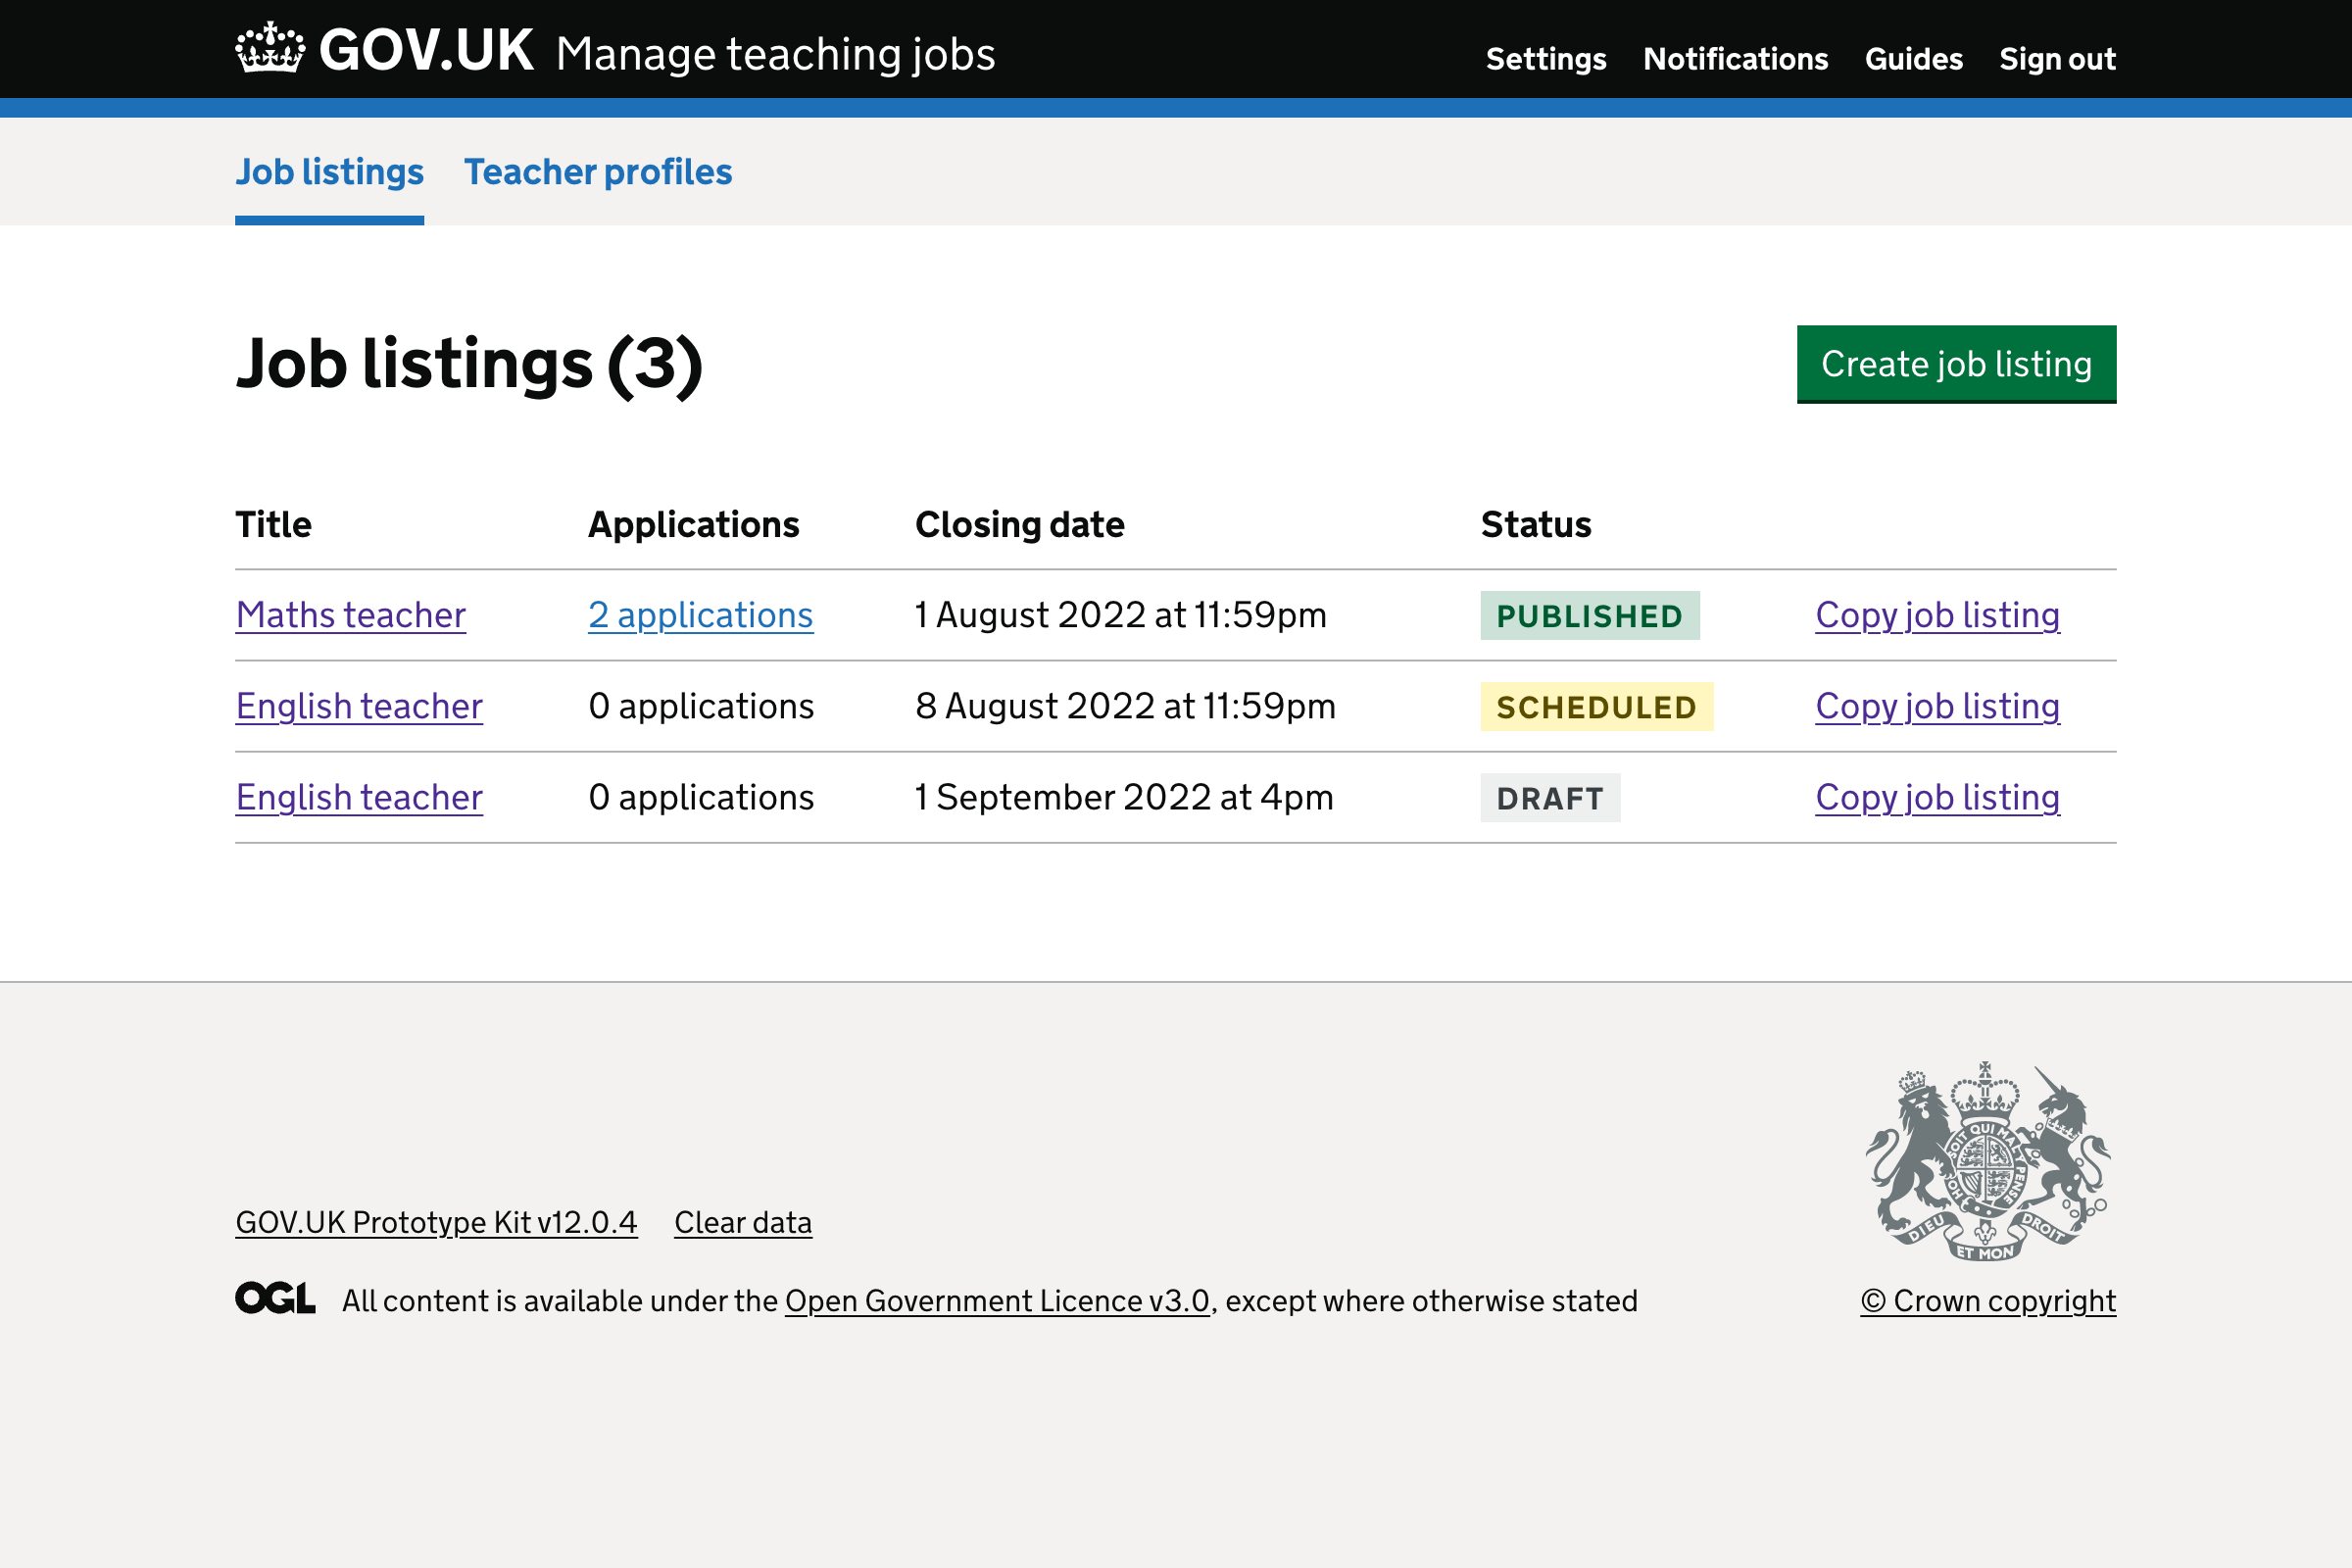 GOV.UK Manage teaching jobs Settings Notifications Guides Sign out
Job listings Teacher profiles
Job listings (3) Create job listing
Title Applications Closing date Status
Maths teacher 2 applications 1 August 2022 at 11:59pm PUBLISHED Copy job listing
English teacher 0 applications 8 August 2022 at 11:59pm SCHEDULED Copy job listing
English teacher 0 applications 1 September 2022 at 4pm DRAFT Copy job listing
GOV.UK Prototype Kit v12.0.4 Clear data
DIEU ET MON DROIT
OGL All content is available under the Open Government Licence v3.0, except where otherwise stated © Crown copyright